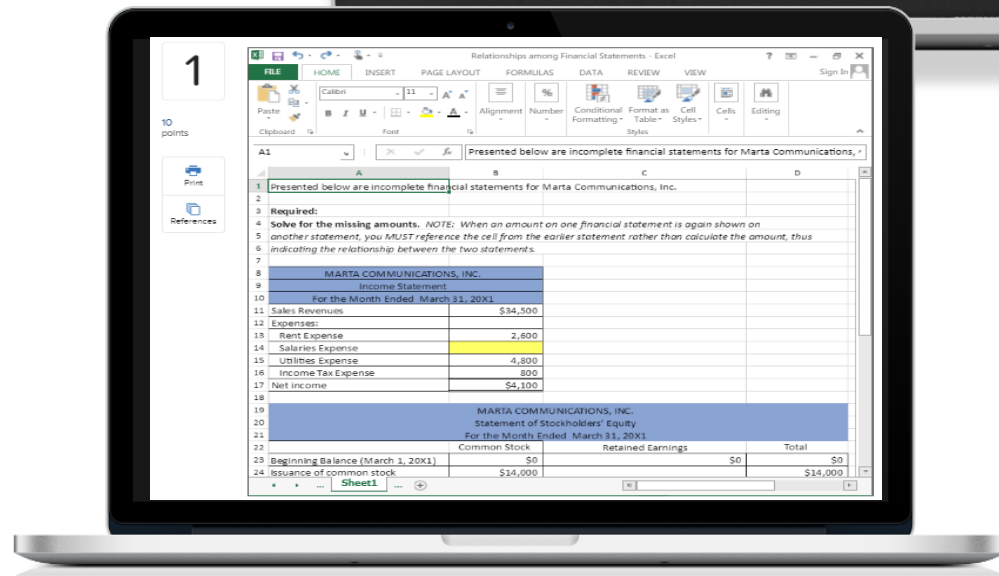 1
10
points
Print
References
Relationships among Financial Statements - Excel
?
Sign In
FILE HOME INSERT PAGE LAYOUT FORMULAS DATA REVIEW VIEW
Calibri 11 A A
Paste B I U A Alignment Number Conditional Format as Cell Cells Editing
Formatting Table Styles
Clipboard Font Styles
A1 fx Presented below are incomplete financial statements for Marta Communications,
A B C D
1 Presented below are incomplete financial statements for Marta Communications, Inc.
2
3 Required:
4 Solve for the missing amounts. NOTE: When an amount on one financial statement is again shown on
5 another statement, you MUST reference the cell from the earlier statement rather than calculate the amount, thus
6 indicating the relationship between the two statements.
7
8 MARTA COMMUNICATIONS, INC.
9 Income Statement
10 For the Month Ended March 31, 20X1
11 Sales Revenues $34,500
12 Expenses:
13 Rent Expense 2,600
14 Salaries Expense
15 Utilities Expense 4,800
16 Income Tax Expense 800
17 Net income $4,100
18
19 MARTA COMMUNICATIONS, INC.
20 Statement of Stockholders' Equity
21 For the Month Ended March 31, 20X1
22 Common Stock Retained Earnings Total
23 Beginning Balance (March 1, 20X1) $0 $0 $0
24 Issuance of common stock $14,000 $14,000
... Sheet1 ...